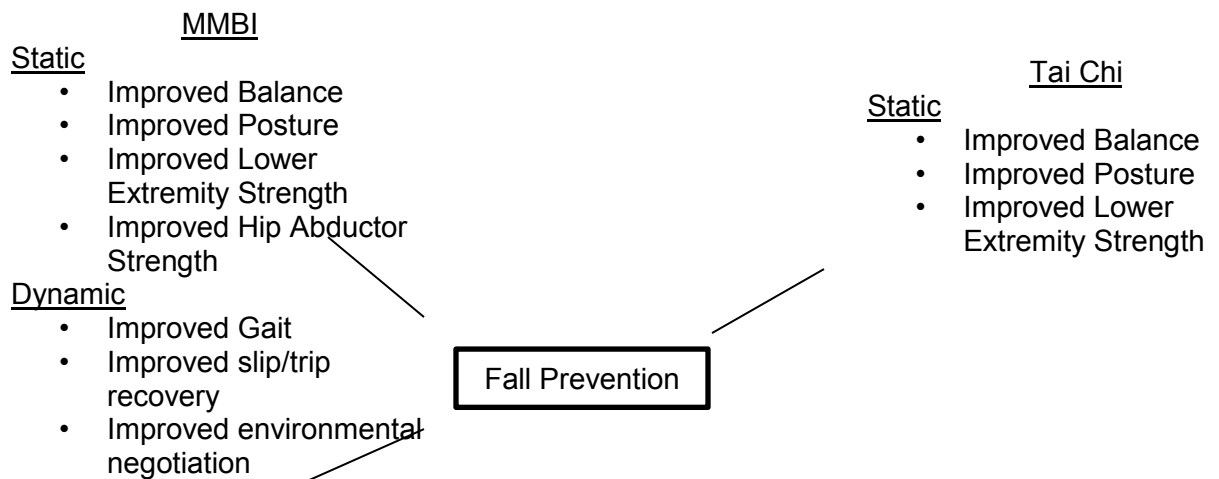 MMBI
Static
• Improved Balance
• Improved Posture
• Improved Lower
Extremity Strength
• Improved Hip Abductor
Strength
Dynamic
• Improved Gait
• Improved slip/trip
recovery
• Improved environmental
negotiation
Tai Chi
Static
• Improved Balance
• Improved Posture
• Improved Lower
Extremity Strength
Fall Prevention